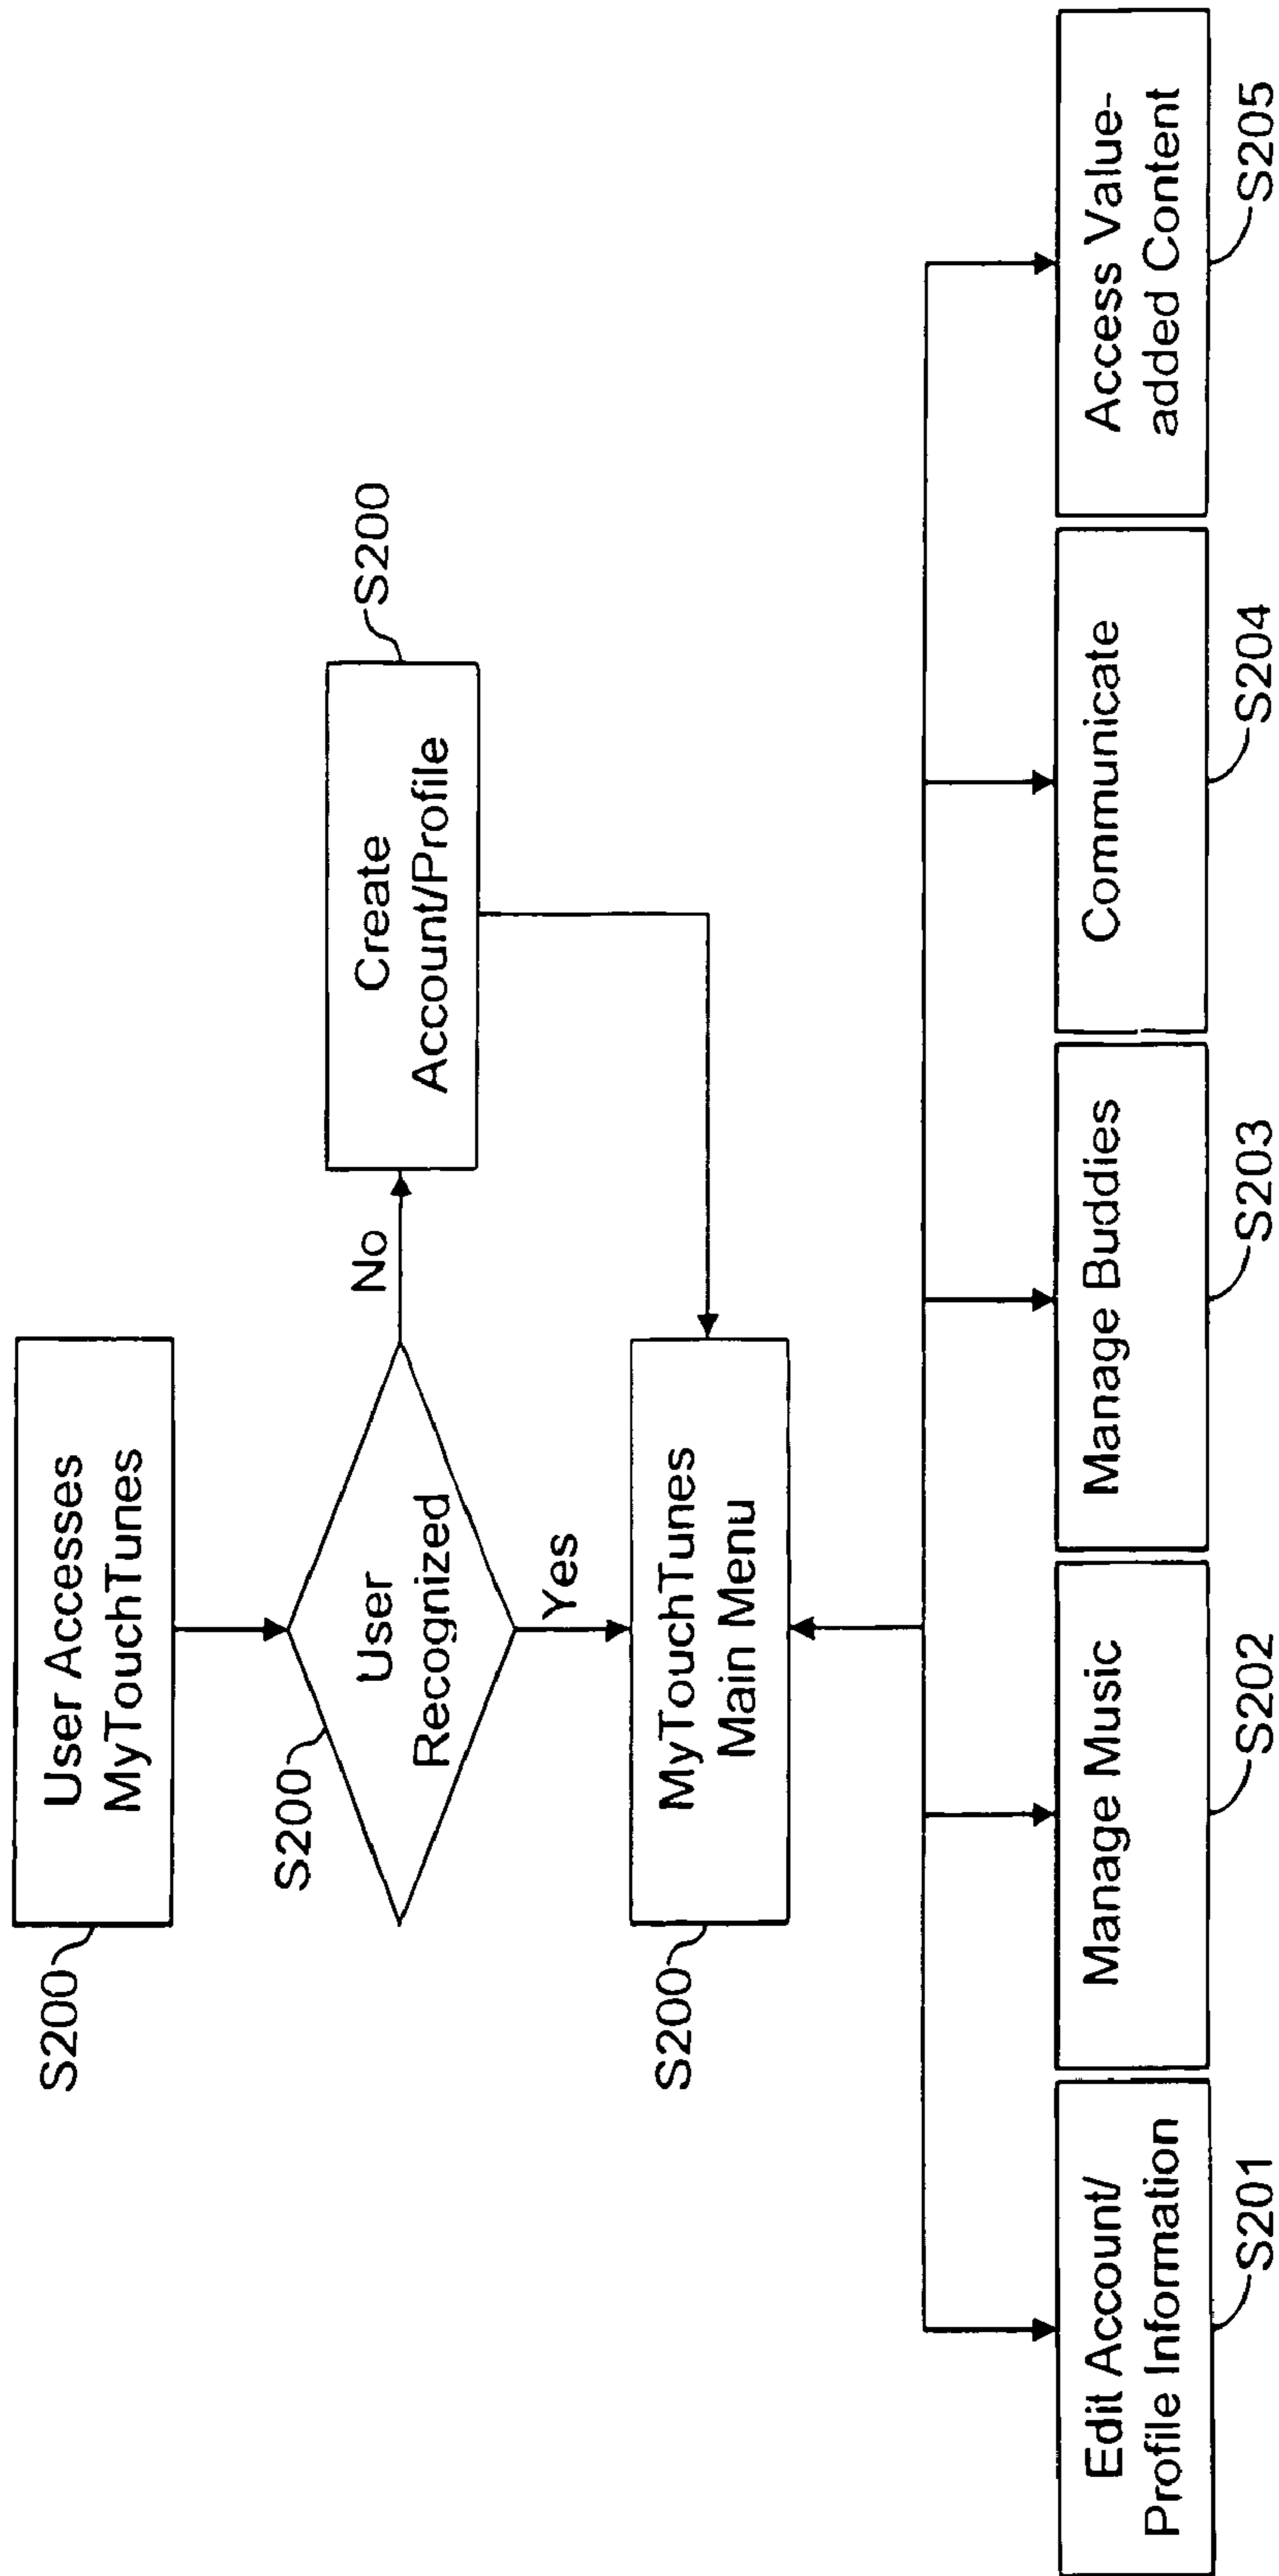 User Accesses
MyTouchTunes
S200
User
Recognized
S200
No
Create
Account/Profile
S200
Yes
MyTouchTunes
Main Menu
S200
Edit Account/
Profile Information
S201
Manage Music
S202
Manage Buddies
S203
Communicate
S204
Access Value-
added Content
S205